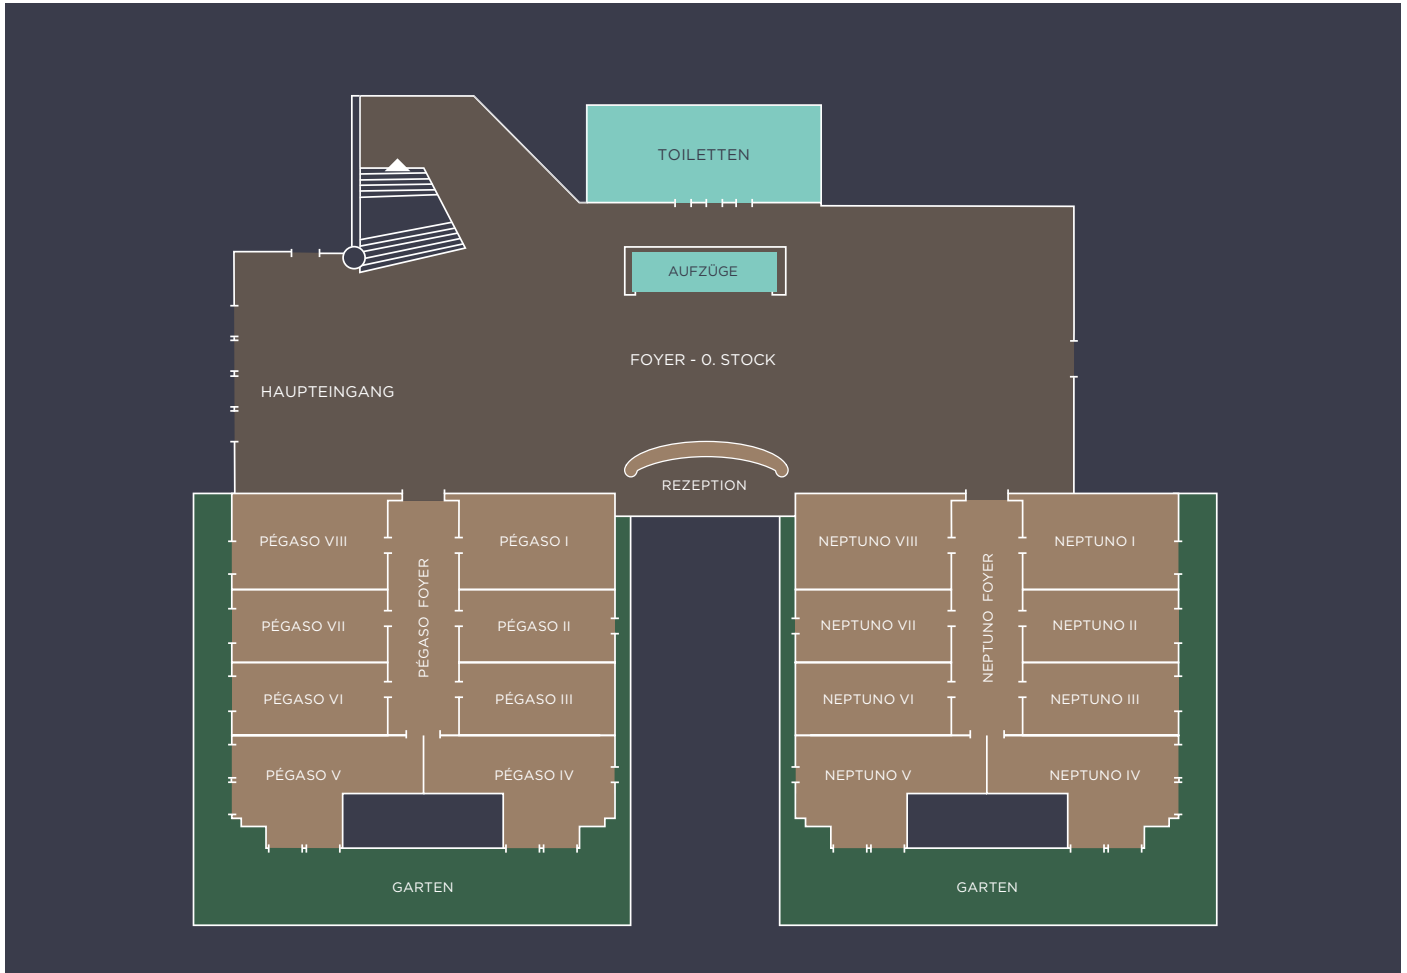 TOILETTEN
AUFZÜGE
FOYER - 0. STOCK
HAUPTEINGANG
REZEPTION
PÉGASO VIII
PÉGASO I
PÉGASO VII
PÉGASO II
PÉGASO VI
PÉGASO III
PÉGASO V
PÉGASO IV
PÉGASO FOYER
GARTEN
NEPTUNO VIII
NEPTUNO I
NEPTUNO VII
NEPTUNO II
NEPTUNO VI
NEPTUNO III
NEPTUNO V
NEPTUNO IV
NEPTUNO FOYER
GARTEN